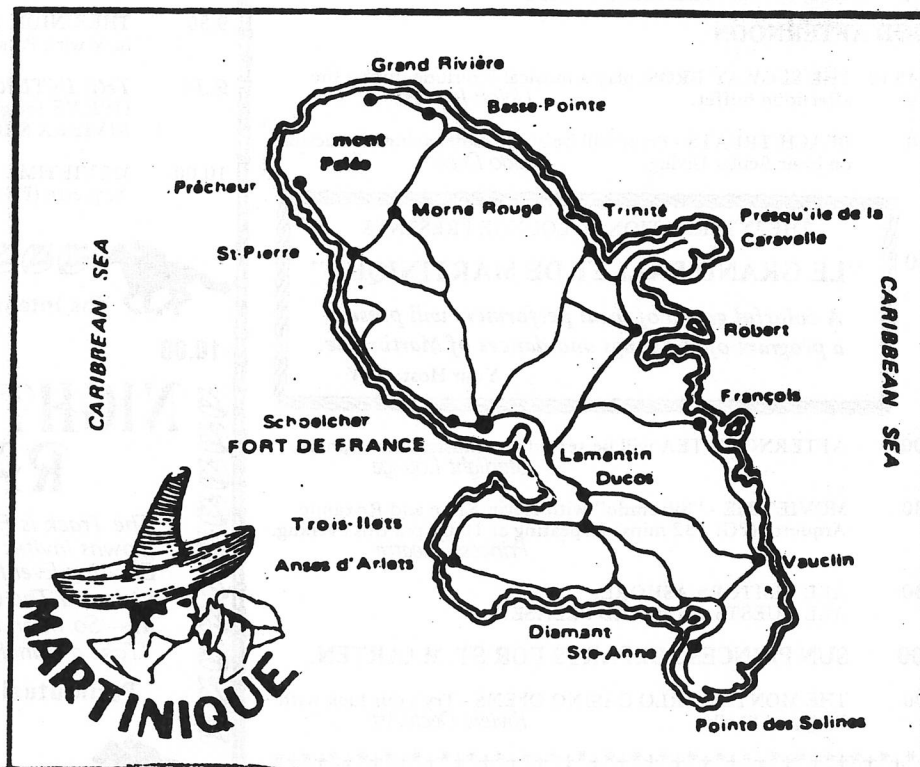 Grand Rivière
Basse-Pointe
mont
Pelée
Prêcheur
Morne Rouge
Trinité
Presqu'ile de la
Caravelle
St-Pierre
CARIBBEAN SEA
CARIBBEAN SEA
Robert
François
Schoelcher
FORT DE FRANCE
Lamentin
Ducos
Trois-Ilets
Anses d'Arlets
Vauclin
Diamant
Ste-Anne
Pointe des Salines
MARTINIQUE